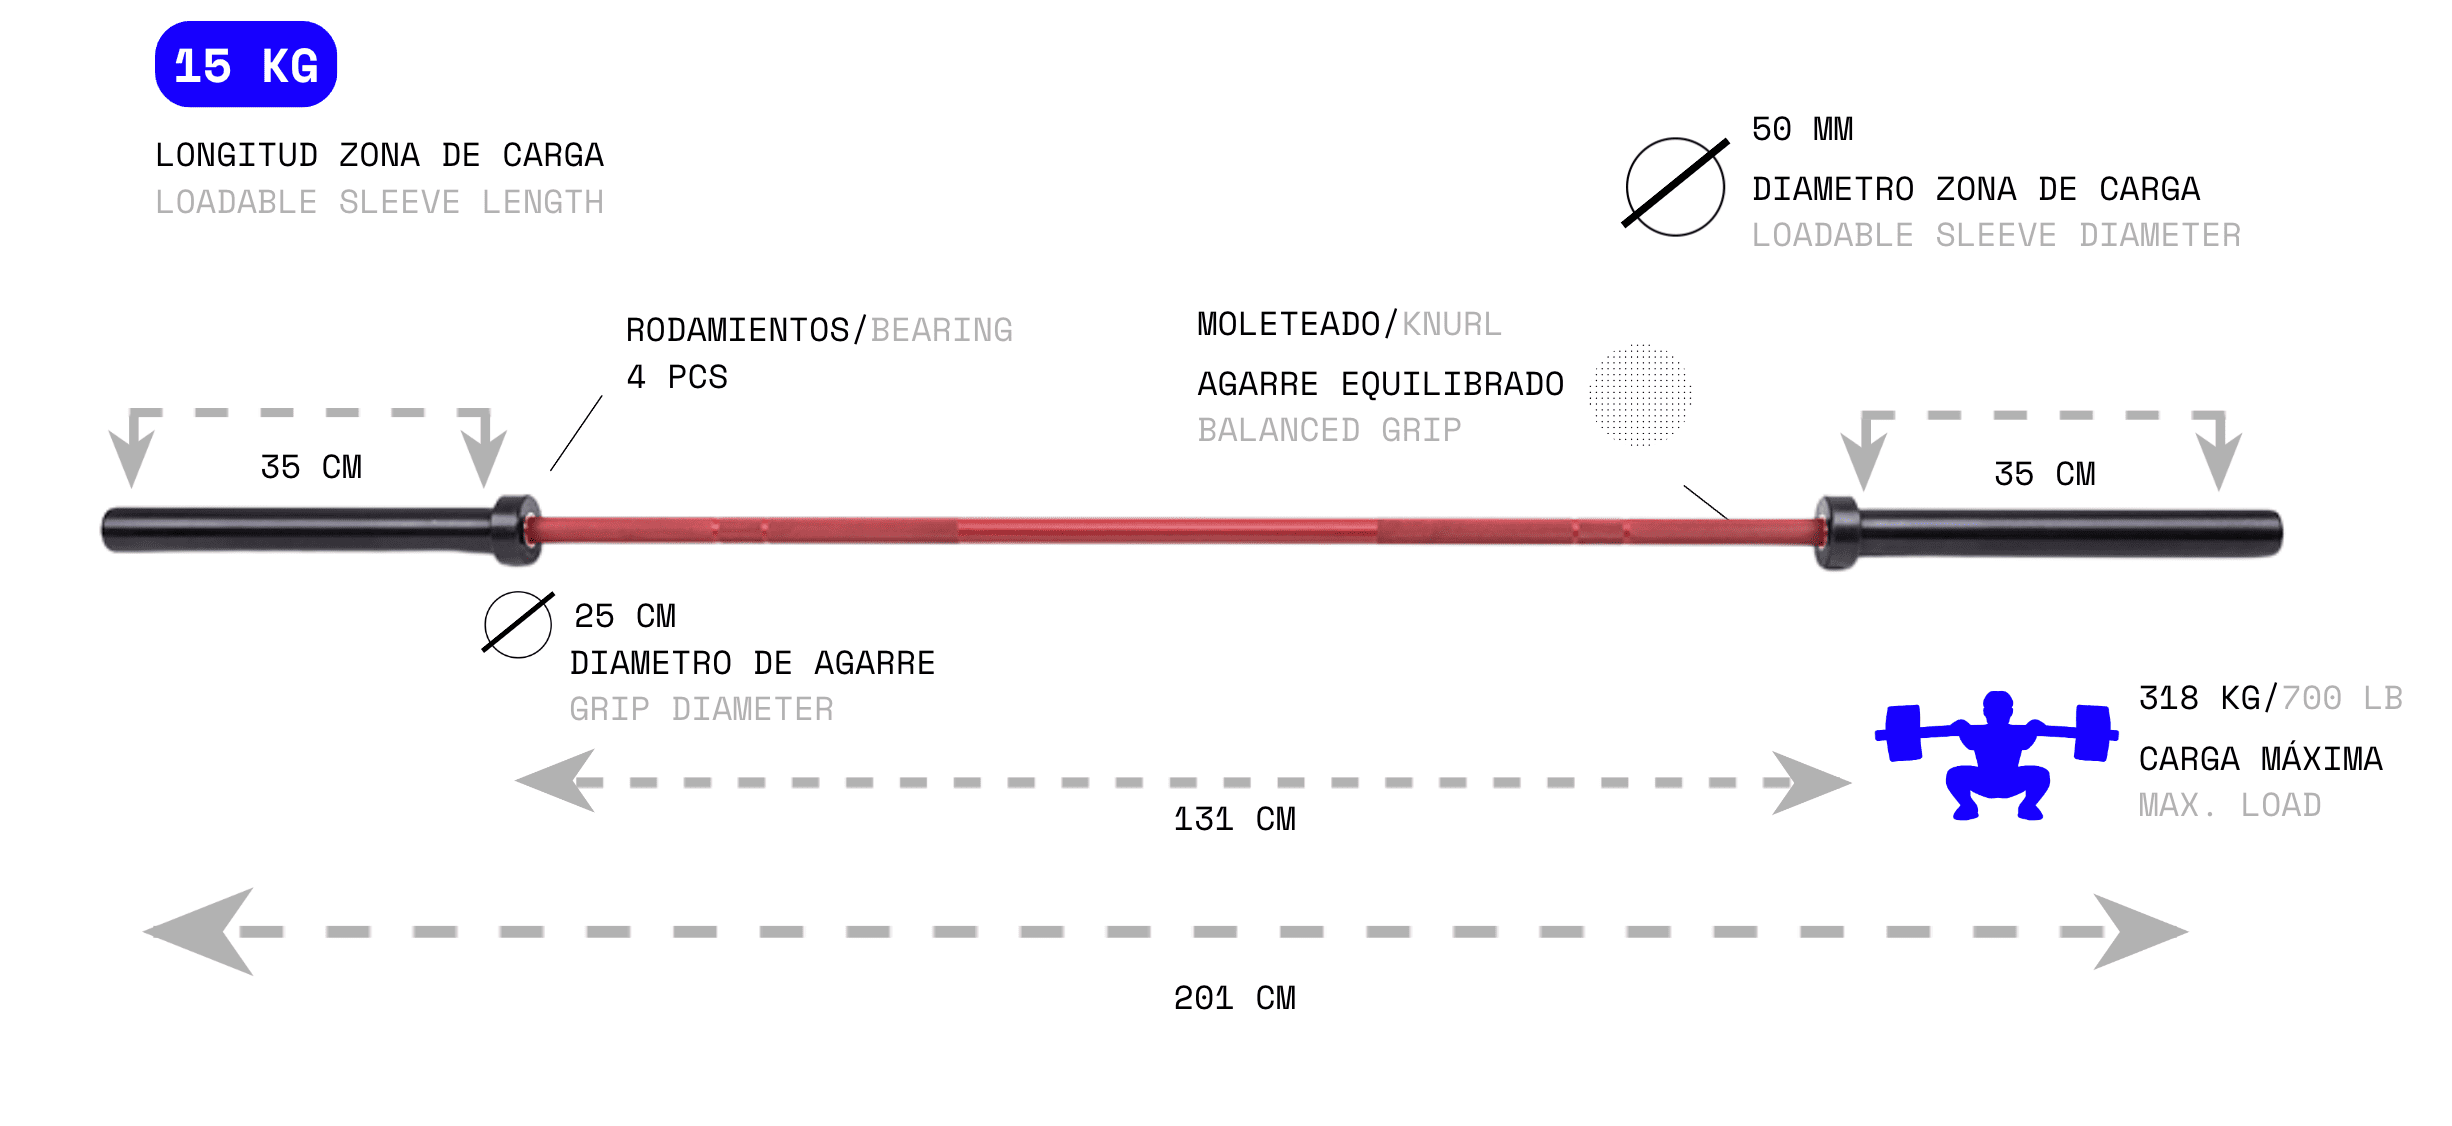 15 KG
LONGITUD ZONA DE CARGA
LOADABLE SLEEVE LENGTH
50 MM
DIAMETRO ZONA DE CARGA
LOADABLE SLEEVE DIAMETER
RODAMIENTOS/BEARING
4 PCS
MOLETEADO/KNURL
AGARRE EQUILIBRADO
BALANCED GRIP
35 CM
35 CM
25 CM
DIAMETRO DE AGARRE
GRIP DIAMETER
318 KG/700 LB
CARGA MÁXIMA
MAX. LOAD
131 CM
201 CM